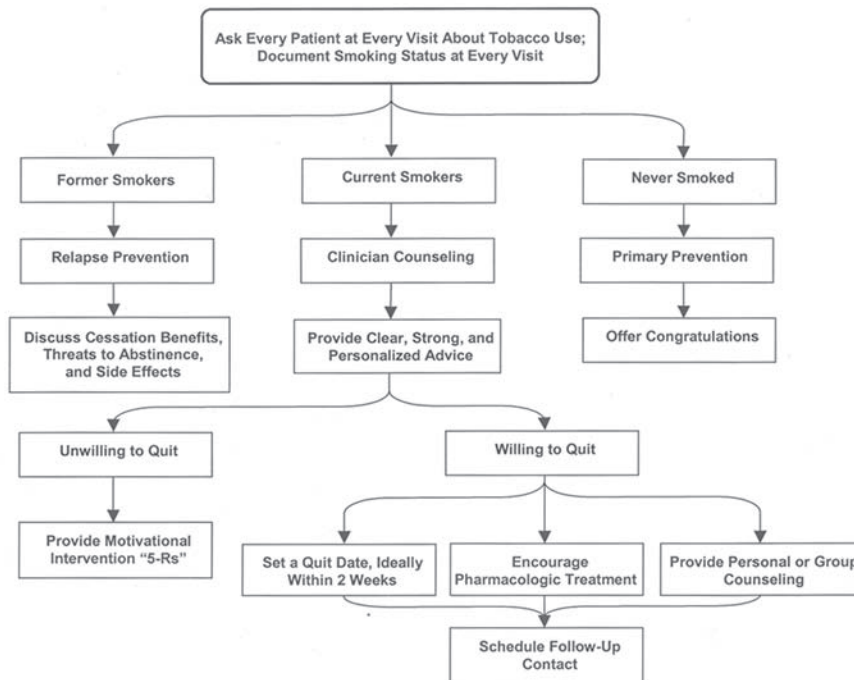 Ask Every Patient at Every Visit About Tobacco Use;
Document Smoking Status at Every Visit
Former Smokers
Current Smokers
Never Smoked
Relapse Prevention
Clinician Counseling
Primary Prevention
Discuss Cessation Benefits,
Threats to Abstinence,
and Side Effects
Provide Clear, Strong, and
Personalized Advice
Offer Congratulations
Unwilling to Quit
Willing to Quit
Provide Motivational
Intervention “5-Rs”
Set a Quit Date, Ideally
Within 2 Weeks
Encourage
Pharmacologic Treatment
Provide Personal or Group
Counseling
Schedule Follow-Up
Contact